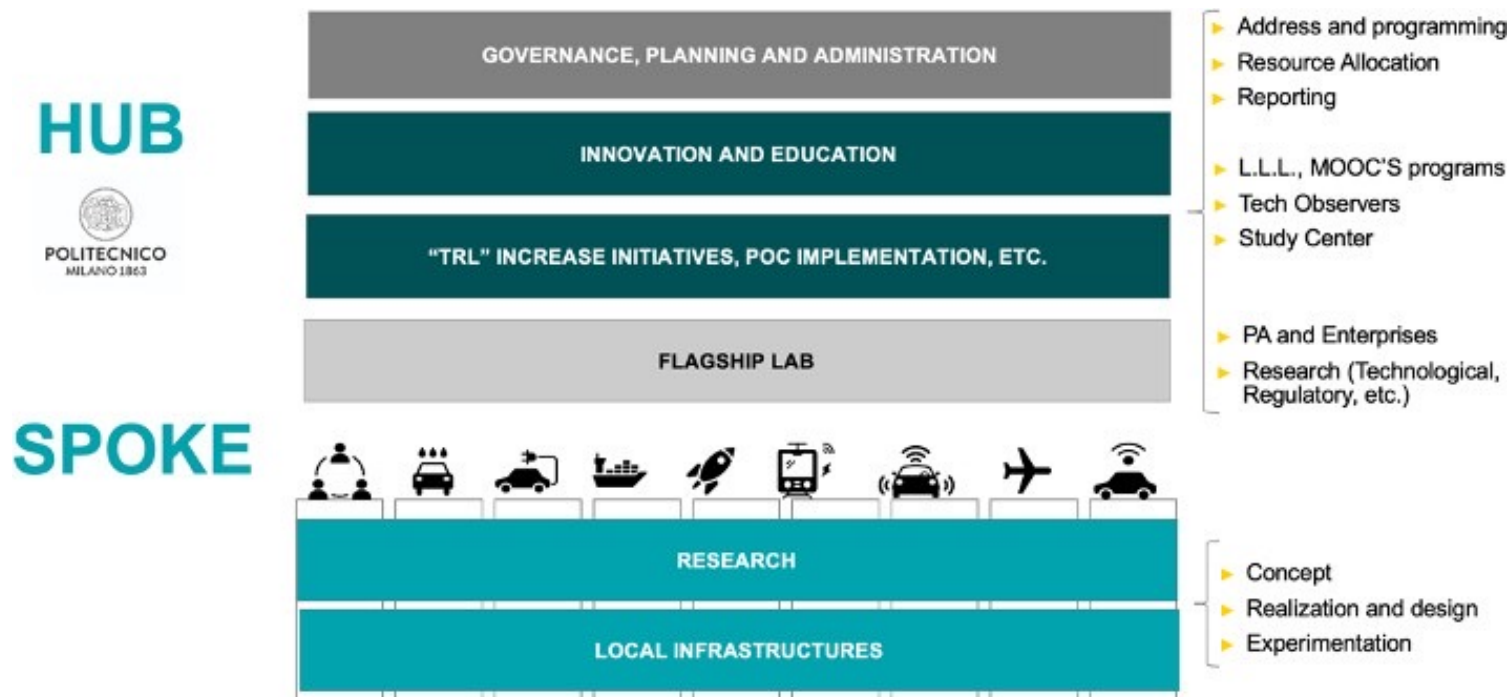 HUB
POLITECNICO
MILANO 1863
GOVERNANCE, PLANNING AND ADMINISTRATION
INNOVATION AND EDUCATION
“TRL” INCREASE INITIATIVES, POC IMPLEMENTATION, ETC.
FLAGSHIP LAB
Address and programming
Resource Allocation
Reporting
L.L.L., MOOC'S programs
Tech Observers
Study Center
PA and Enterprises
Research (Technological,
Regulatory, etc.)
SPOKE
RESEARCH
LOCAL INFRASTRUCTURES
Concept
Realization and design
Experimentation